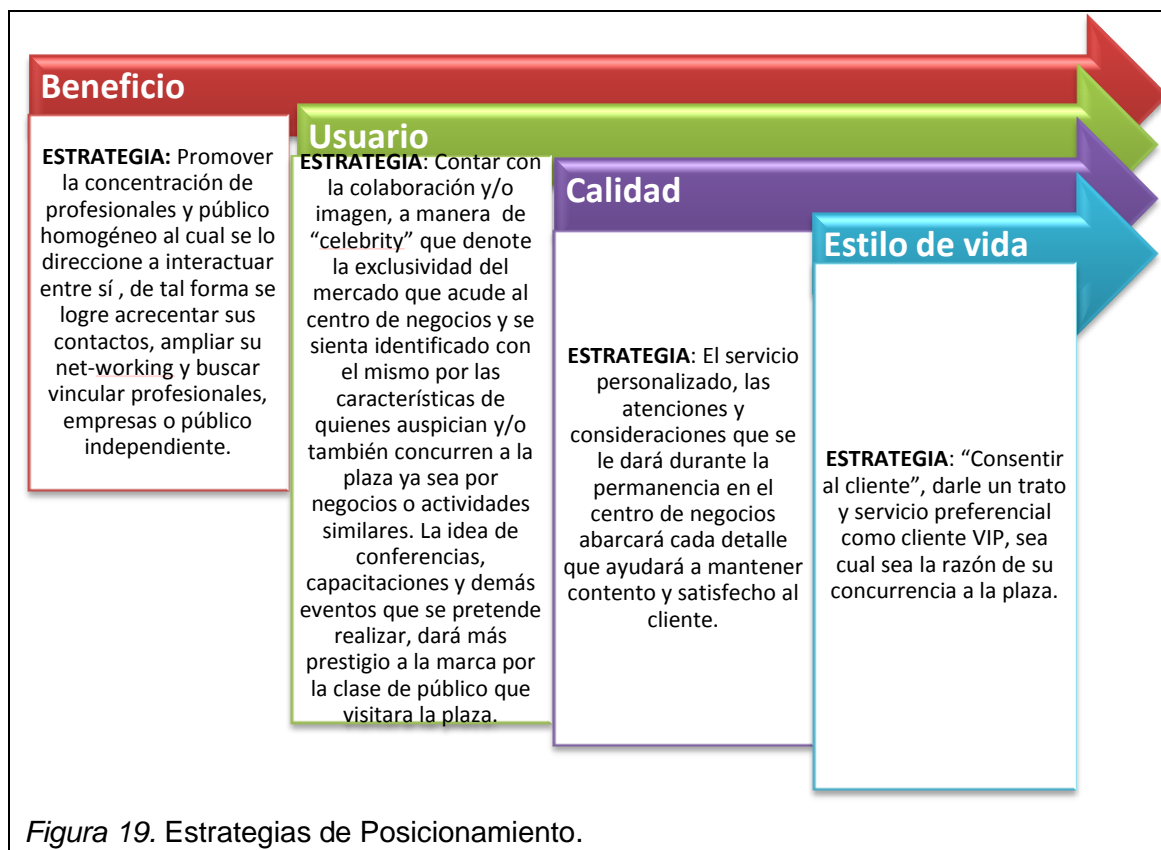 Beneficio
ESTRATEGIA: Promover
la concentración de
profesionales y público
homogéneo al cual se lo
direccione a interactuar
entre sí , de tal forma se
logre acrecentar sus
contactos, ampliar su
net-working y buscar
vincular profesionales,
empresas o público
independiente.
Usuario
ESTRATEGIA: Contar con
la colaboración y/o
imagen, a manera de
“celebrity” que denote
la exclusividad del
mercado que acude al
centro de negocios y se
sienta identificado con
el mismo por las
características de
quienes auspician y/o
también concurren a la
plaza ya sea por
negocios o actividades
similares. La idea de
conferencias,
capacitaciones y demás
eventos que se pretende
realizar, dará más
prestigio a la marca por
la clase de público que
visitara la plaza.
Calidad
ESTRATEGIA: El servicio
personalizado, las
atenciones y
consideraciones que se
le dará durante la
permanencia en el
centro de negocios
abarcará cada detalle
que ayudará a mantener
contento y satisfecho al
cliente.
Estilo de vida
ESTRATEGIA: “Consentir
al cliente”, darle un trato
y servicio preferencial
como cliente VIP, sea
cual sea la razón de su
concurrencia a la plaza.
Figura 19. Estrategias de Posicionamiento.